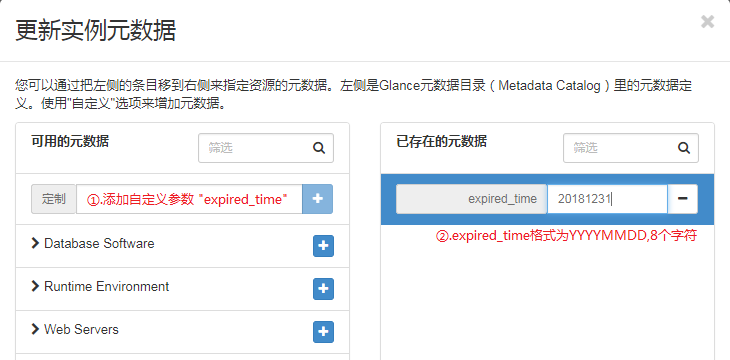 更新实例元数据
×
您可以通过把左侧的条目移到右侧来指定资源的元数据。左侧是Glance元数据目录（Metadata Catalog）里的元数据定
义。使用"自定义"选项来增加元数据。
可用的元数据
筛选
已存在的元数据
筛选
定制
①.添加自定义参数 "expired_time"
expired_time
20181231
②.expired_time格式为YYYYMMDD,8个字符
Database Software
Runtime Environment
Web Servers